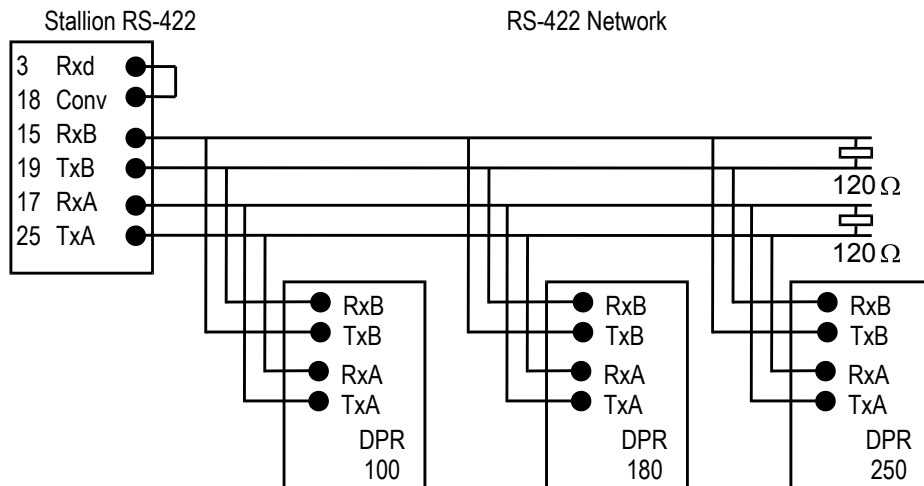 Stallion RS-422
RS-422 Network
3 Rxd
18 Conv
15 RxB
19 TxB
17 RxA
25 TxA
120 Ω
120 Ω
RxB
TxB
RxA
TxA
DPR
100
RxB
TxB
RxA
TxA
DPR
180
RxB
TxB
RxA
TxA
DPR
250